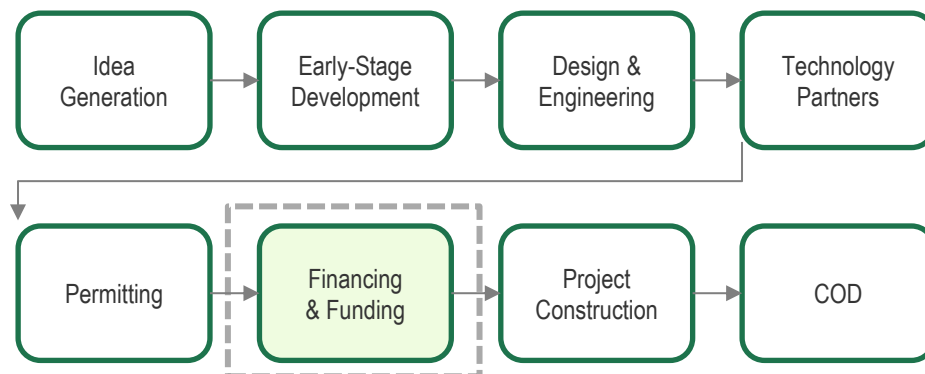 Idea
Generation
Early-Stage
Development
Design &
Engineering
Technology
Partners
Permitting
Financing
& Funding
Project
Construction
COD